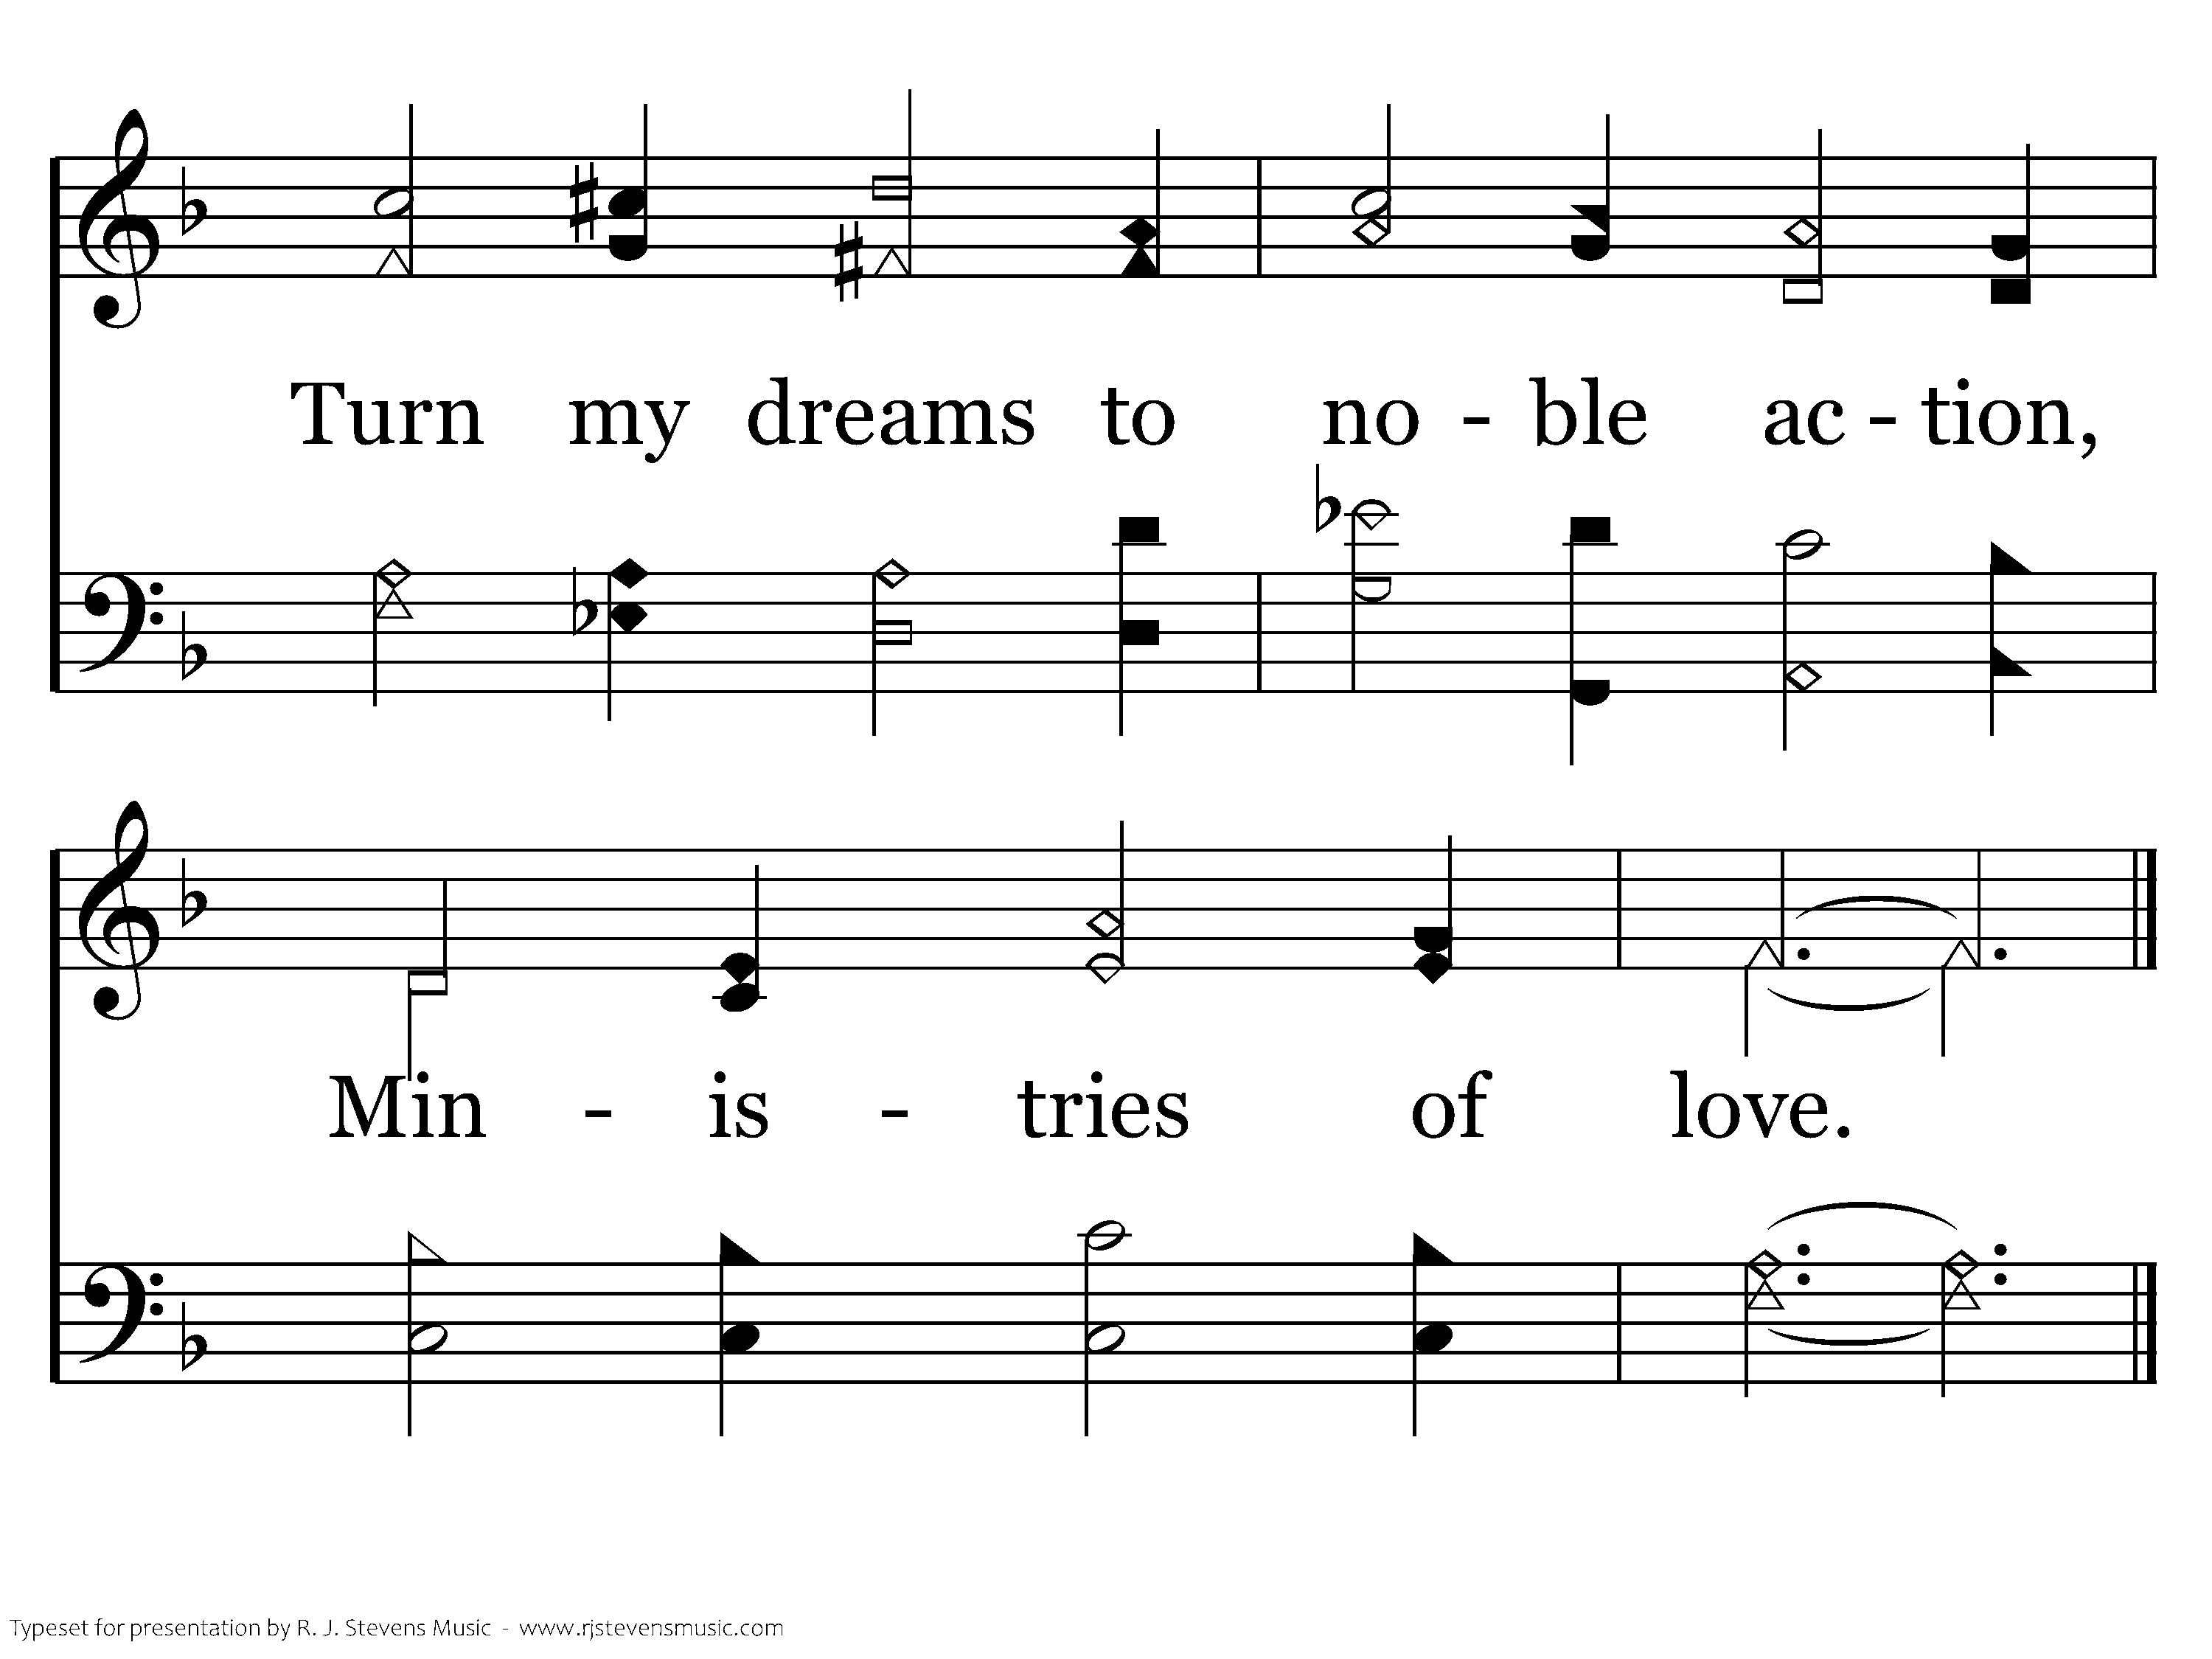 Turn my dreams to no - ble ac - tion,
Min - is - tries of love.
Typeset for presentation by R. J. Stevens Music - www.rjstevensmusic.com